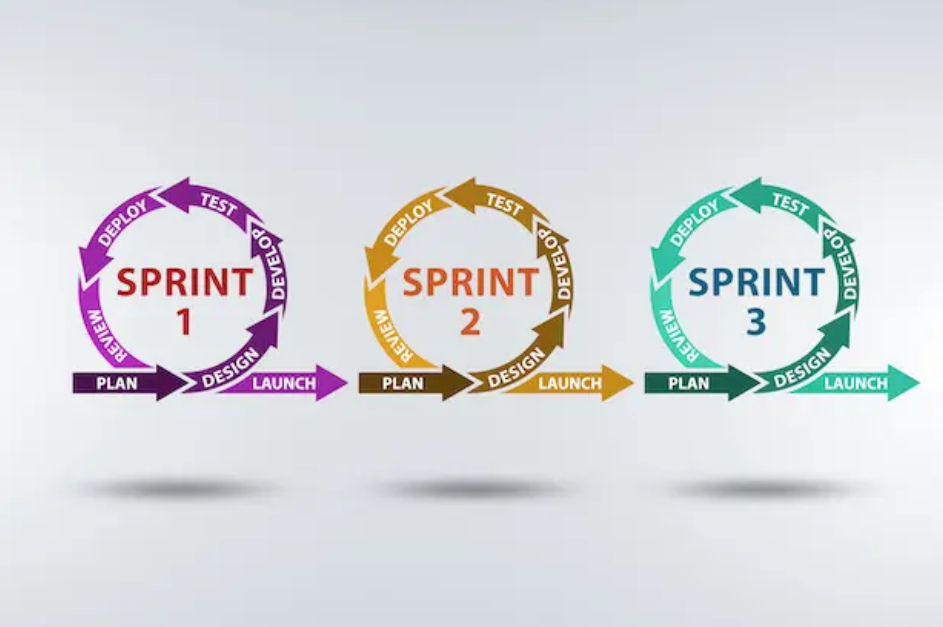 SPRINT
1
PLAN
DESIGN
DEVELOP
TEST
DEPLOY
REVIEW
LAUNCH
SPRINT
2
PLAN
DESIGN
DEVELOP
TEST
DEPLOY
REVIEW
LAUNCH
SPRINT
3
PLAN
DESIGN
DEVELOP
TEST
DEPLOY
REVIEW
LAUNCH